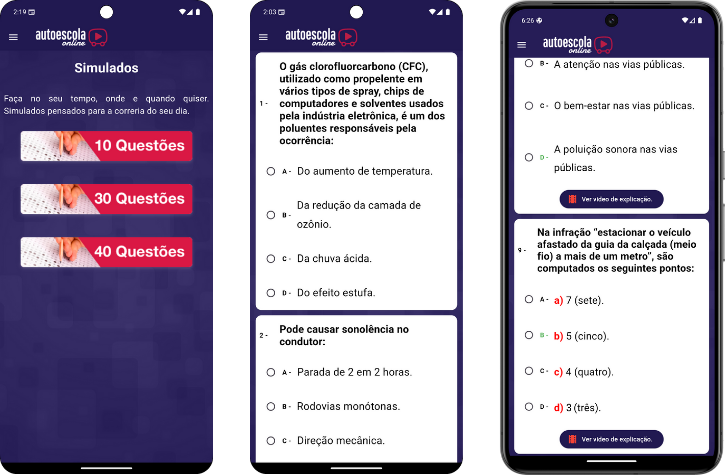 2:19
autoescola
online
Simulados
Faça no seu tempo, onde e quando quiser.
Simulados pensados para a correria do seu dia.
10 Questões
30 Questões
40 Questões
2:03
autoescola
online
1 -
O gás clorofluorcarbono (CFC),
utilizado como propelente em
vários tipos de spray, chips de
computadores e solventes usados
pela indústria eletrônica, é um dos
poluentes responsáveis pela
ocorrência:
A - Do aumento de temperatura.
B - Da redução da camada de
ozônio.
C - Da chuva ácida.
D - Do efeito estufa.
2 -
Pode causar sonolência no
condutor:
A - Parada de 2 em 2 horas.
B - Rodovias monótonas.
C - Direção mecânica.
6:26
autoescola
online
B - A atenção nas vias públicas.
C - O bem-estar nas vias públicas.
D - A poluição sonora nas vias
públicas.
Ver vídeo de explicação.
9 -
Na infração "estacionar o veículo
afastado da guia da calçada (meio
fio) a mais de um metro", são
computados os seguintes pontos:
A - a) 7 (sete).
B - b) 5 (cinco).
C - c) 4 (quatro).
D - d) 3 (três).
Ver vídeo de explicação.